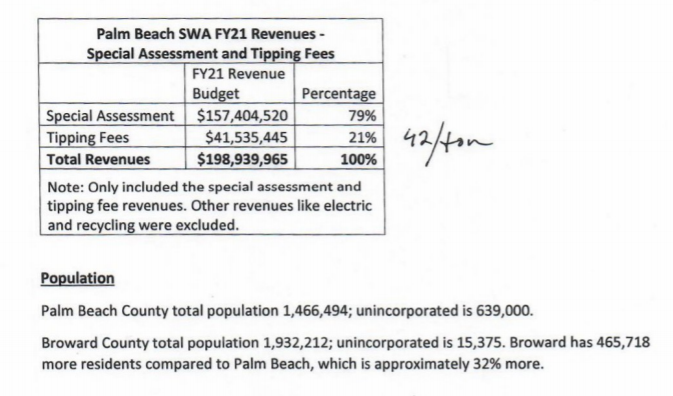 Palm Beach SWA FY21 Revenues -
Special Assessment and Tipping Fees
FY21 Revenue
Budget Percentage
Special Assessment $157,404,520 79%
Tipping Fees $41,535,445 21%
Total Revenues $198,939,965 100%
42/ton
Note: Only included the special assessment and
tipping fee revenues. Other revenues like electric
and recycling were excluded.
Population
Palm Beach County total population 1,466,494; unincorporated is 639,000.
Broward County total population 1,932,212; unincorporated is 15,375. Broward has 465,718
more residents compared to Palm Beach, which is approximately 32% more.